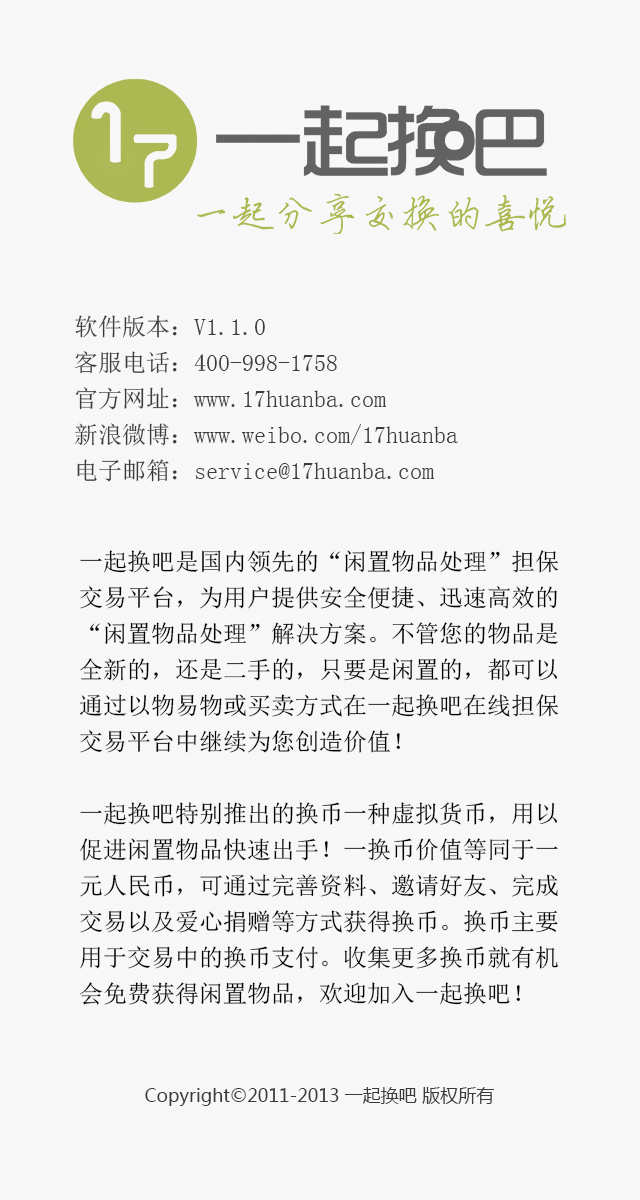 17
一起换巴
一起分享交换的喜悦
软件版本：V1.1.0
客服电话：400-998-1758
官方网址：www.17huanba.com
新浪微博：www.weibo.com/17huanba
电子邮箱：service@17huanba.com
一起换吧是国内领先的“闲置物品处理”担保
交易平台，为用户提供安全便捷、迅速高效的
“闲置物品处理”解决方案。不管您的物品是
全新的，还是二手的，只要是闲置的，都可以
通过以物易物或买卖方式在一起换吧在线担保
交易平台中继续为您创造价值！
一起换吧特别推出的换币一种虚拟货币，用以
促进闲置物品快速出手！一换币价值等同于一
元人民币，可通过完善资料、邀请好友、完成
交易以及爱心捐赠等方式获得换币。换币主要
用于交易中的换币支付。收集更多换币就有机
会免费获得闲置物品，欢迎加入一起换吧！
Copyright©2011-2013 一起换吧 版权所有